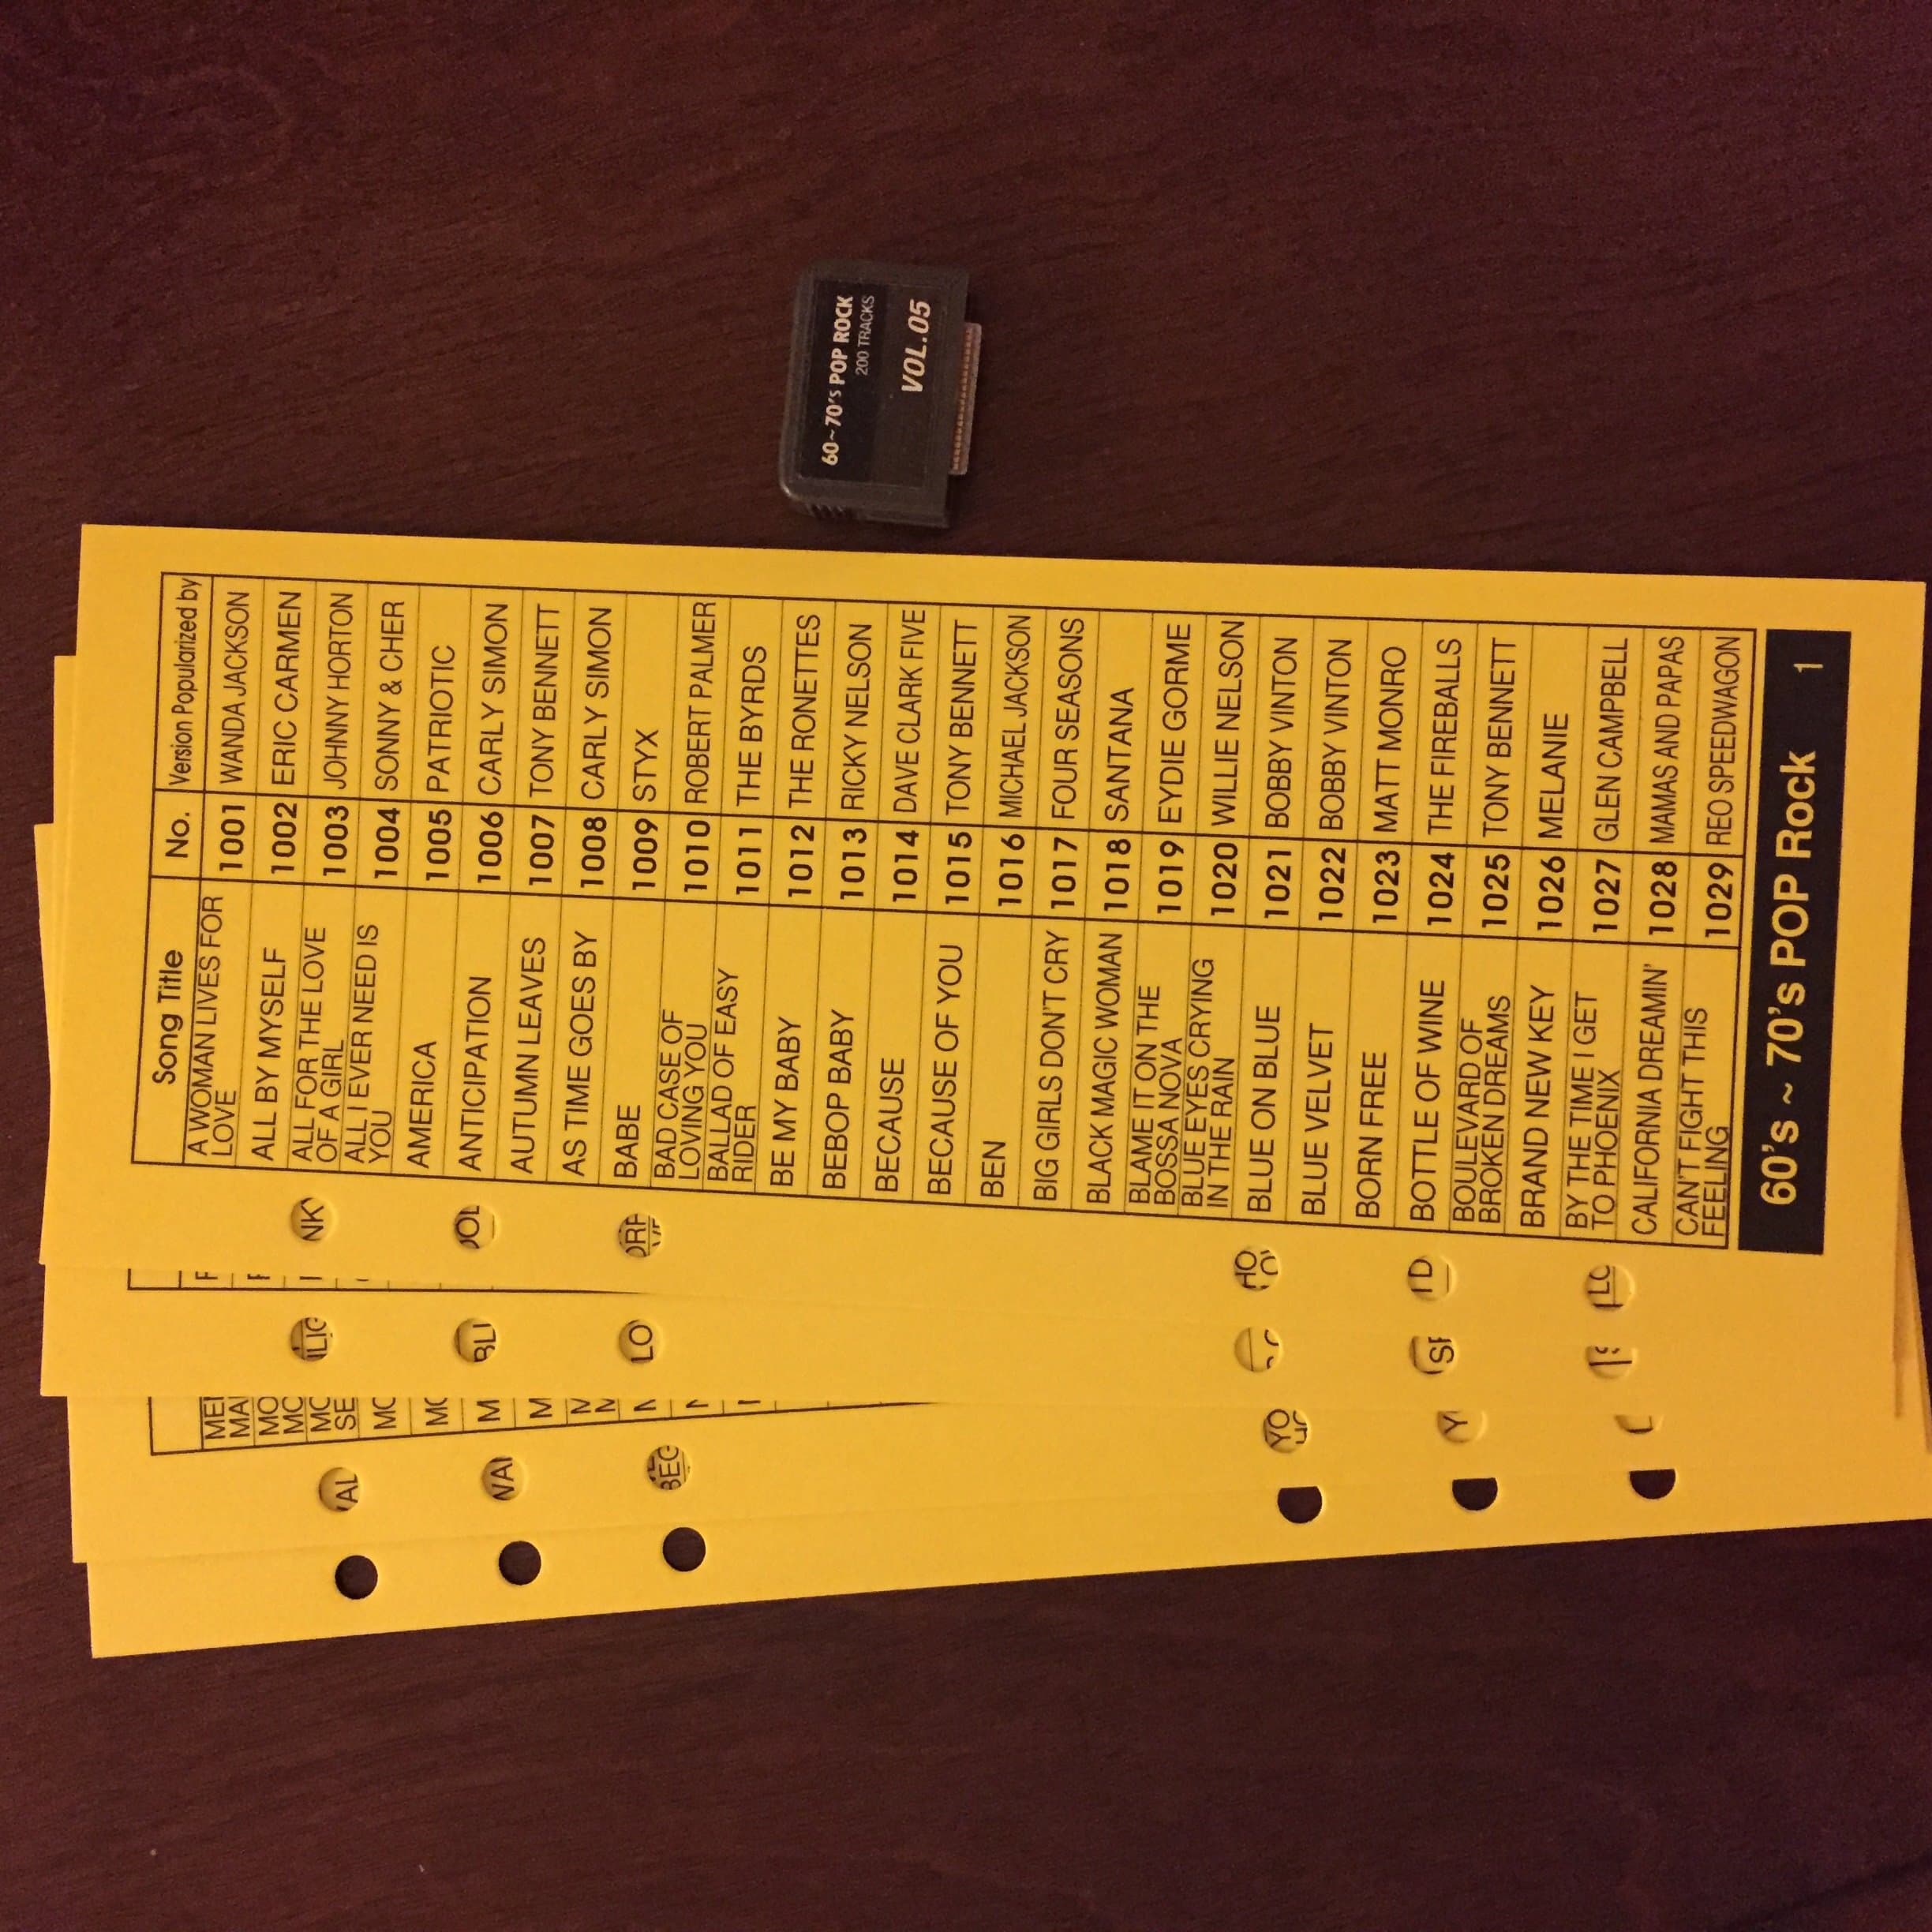 60~70's POP ROCK
200 TRACKS
VOL.05
Song Title No. Version Popularized by
A WOMAN LIVES FOR
LOVE 1001 WANDA JACKSON
ALL BY MYSELF 1002 ERIC CARMEN
ALL FOR THE LOVE
OF A GIRL 1003 JOHNNY HORTON
ALL I EVER NEED IS
YOU 1004 SONNY & CHER
AMERICA 1005 PATRIOTIC
ANTICIPATION 1006 CARLY SIMON
AUTUMN LEAVES 1007 TONY BENNETT
AS TIME GOES BY 1008 CARLY SIMON
BABE 1009 STYX
BAD CASE OF
LOVING YOU 1010 ROBERT PALMER
BALLAD OF EASY
RIDER 1011 THE BYRDS
BE MY BABY 1012 THE RONETTES
BEBOP BABY 1013 RICKY NELSON
BECAUSE 1014 DAVE CLARK FIVE
BECAUSE OF YOU 1015 TONY BENNETT
BEN 1016 MICHAEL JACKSON
BIG GIRLS DON'T CRY 1017 FOUR SEASONS
BLACK MAGIC WOMAN 1018 SANTANA
BLAME IT ON THE
BOSSA NOVA 1019 EYDIE GORME
BLUE EYES CRYING
IN THE RAIN 1020 WILLIE NELSON
BLUE ON BLUE 1021 BOBBY VINTON
BLUE VELVET 1022 BOBBY VINTON
BORN FREE 1023 MATT MONRO
BOTTLE OF WINE 1024 THE FIREBALLS
BOULEVARD OF
BROKEN DREAMS 1025 TONY BENNETT
BRAND NEW KEY 1026 MELANIE
BY THE TIME I GET
TO PHOENIX 1027 GLEN CAMPBELL
CALIFORNIA DREAMIN' 1028 MAMAS AND PAPAS
CAN'T FIGHT THIS
FEELING 1029 REO SPEEDWAGON
60's ~ 70's POP Rock 1